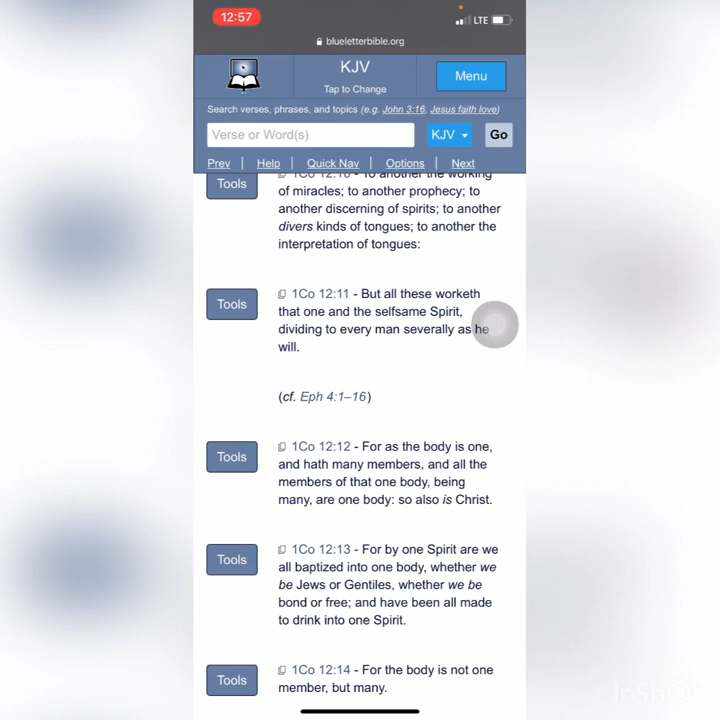 12:57
LTE
blueletterbible.org
KJV
Tap to Change
Menu
Search verses, phrases, and topics (e.g. John 3:16, Jesus faith love)
Verse or Word(s)
KJV
Go
Prev | Help | Quick Nav | Options | Next
Tools
1Co 12:10 - To another the working
of miracles; to another prophecy; to
another discerning of spirits; to another
divers kinds of tongues; to another the
interpretation of tongues:
Tools
1Co 12:11 - But all these worketh
that one and the selfsame Spirit,
dividing to every man severally as he
will.
(cf. Eph 4:1–16)
Tools
1Co 12:12 - For as the body is one,
and hath many members, and all the
members of that one body, being
many, are one body: so also is Christ.
Tools
1Co 12:13 - For by one Spirit are we
all baptized into one body, whether we
be Jews or Gentiles, whether we be
bond or free; and have been all made
to drink into one Spirit.
Tools
1Co 12:14 - For the body is not one
member, but many.
InShOt